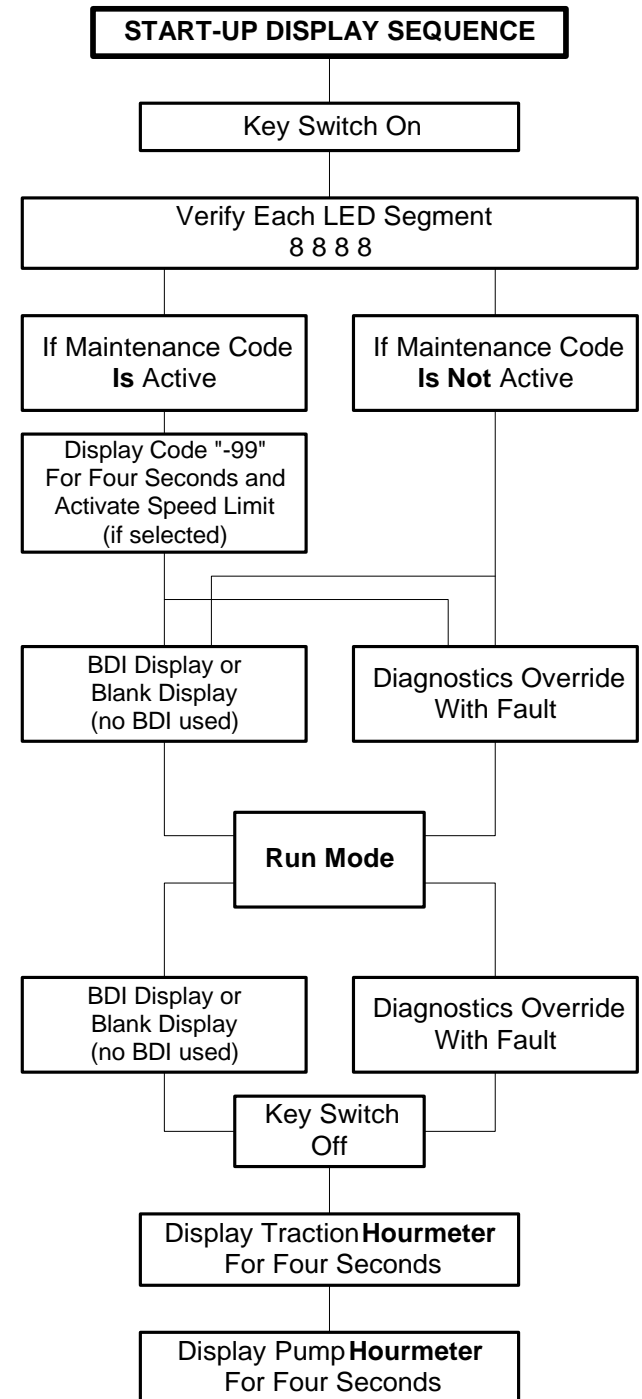 START-UP DISPLAY SEQUENCE
Key Switch On
Verify Each LED Segment
8 8 8 8
If Maintenance Code
Is Active
If Maintenance Code
Is Not Active
Display Code "-99"
For Four Seconds and
Activate Speed Limit
(if selected)
BDI Display or
Blank Display
(no BDI used)
Diagnostics Override
With Fault
Run Mode
BDI Display or
Blank Display
(no BDI used)
Diagnostics Override
With Fault
Key Switch
Off
Display Traction Hourmeter
For Four Seconds
Display Pump Hourmeter
For Four Seconds